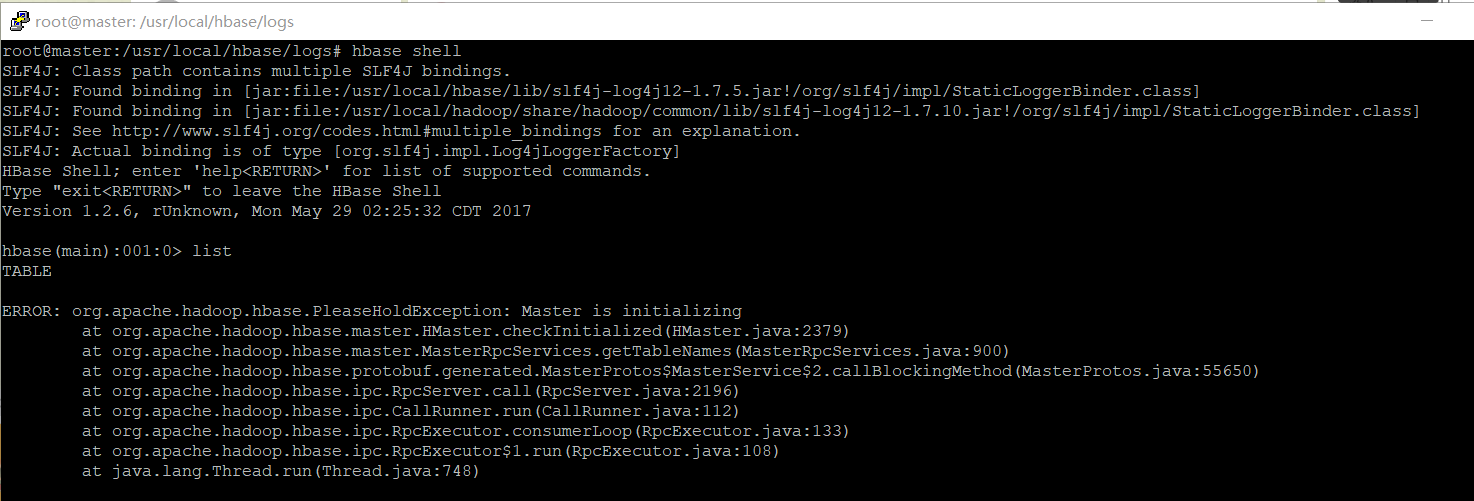 root@master: /usr/local/hbase/logs
root@master:/usr/local/hbase/logs# hbase shell
SLF4J: Class path contains multiple SLF4J bindings.
SLF4J: Found binding in [jar:file:/usr/local/hbase/lib/slf4j-log4j12-1.7.5.jar!/org/slf4j/impl/StaticLoggerBinder.class]
SLF4J: Found binding in [jar:file:/usr/local/hadoop/share/hadoop/common/lib/slf4j-log4j12-1.7.10.jar!/org/slf4j/impl/StaticLoggerBinder.class]
SLF4J: See http://www.slf4j.org/codes.html#multiple_bindings for an explanation.
SLF4J: Actual binding is of type [org.slf4j.impl.Log4jLoggerFactory]
HBase Shell; enter 'help<RETURN>' for list of supported commands.
Type "exit<RETURN>" to leave the HBase Shell
Version 1.2.6, rUnknown, Mon May 29 02:25:32 CDT 2017
hbase(main):001:0> list
TABLE
ERROR: org.apache.hadoop.hbase.PleaseHoldException: Master is initializing
at org.apache.hadoop.hbase.master.HMaster.checkInitialized(HMaster.java:2379)
at org.apache.hadoop.hbase.master.MasterRpcServices.getTableNames(MasterRpcServices.java:900)
at org.apache.hadoop.hbase.protobuf.generated.MasterProtos$MasterService$2.callBlockingMethod(MasterProtos.java:55650)
at org.apache.hadoop.hbase.ipc.RpcServer.call(RpcServer.java:2196)
at org.apache.hadoop.hbase.ipc.CallRunner.run(CallRunner.java:112)
at org.apache.hadoop.hbase.ipc.RpcExecutor.consumerLoop(RpcExecutor.java:133)
at org.apache.hadoop.hbase.ipc.RpcExecutor$1.run(RpcExecutor.java:108)
at java.lang.Thread.run(Thread.java:748)